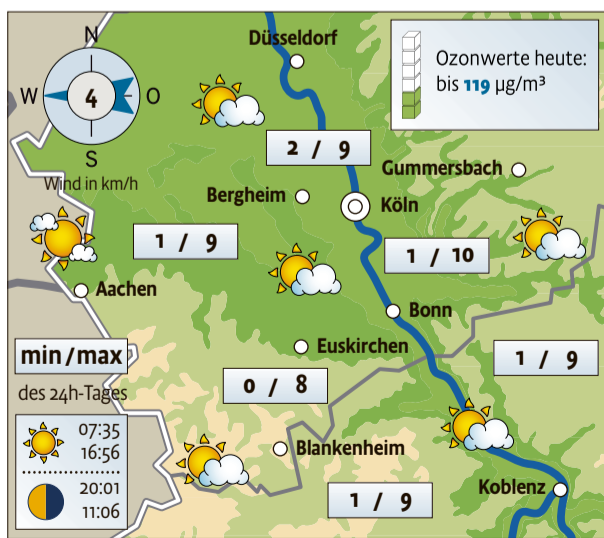 N
W
4
O
S
Wind in km/h
Düsseldorf
Ozonwerte heute:
bis 119 µg/m³
2 / 9
Gummersbach
Bergheim
Köln
1 / 9
1 / 10
Aachen
Bonn
Euskirchen
min/max
des 24h-Tages
1 / 9
0 / 8
07:35
16:56
20:01
11:06
Blankenheim
Koblenz
1 / 9